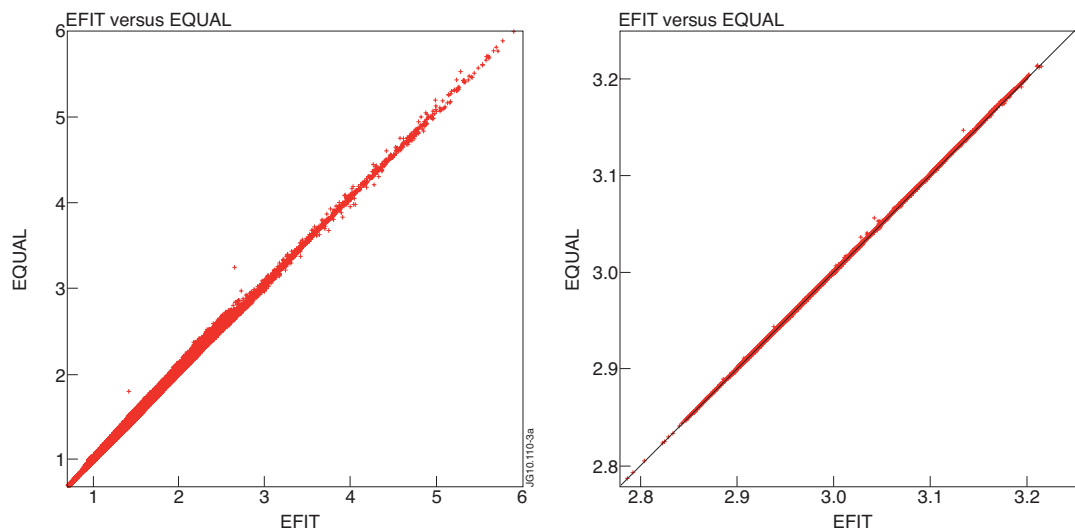 EFIT versus EQUAL
6
5
4
3
2
1
EQUAL
1 2 3 4 5 6
EFIT
JG10.110-3a
EFIT versus EQUAL
3.2
3.1
3.0
2.9
2.8
EQUAL
2.8 2.9 3.0 3.1 3.2
EFIT